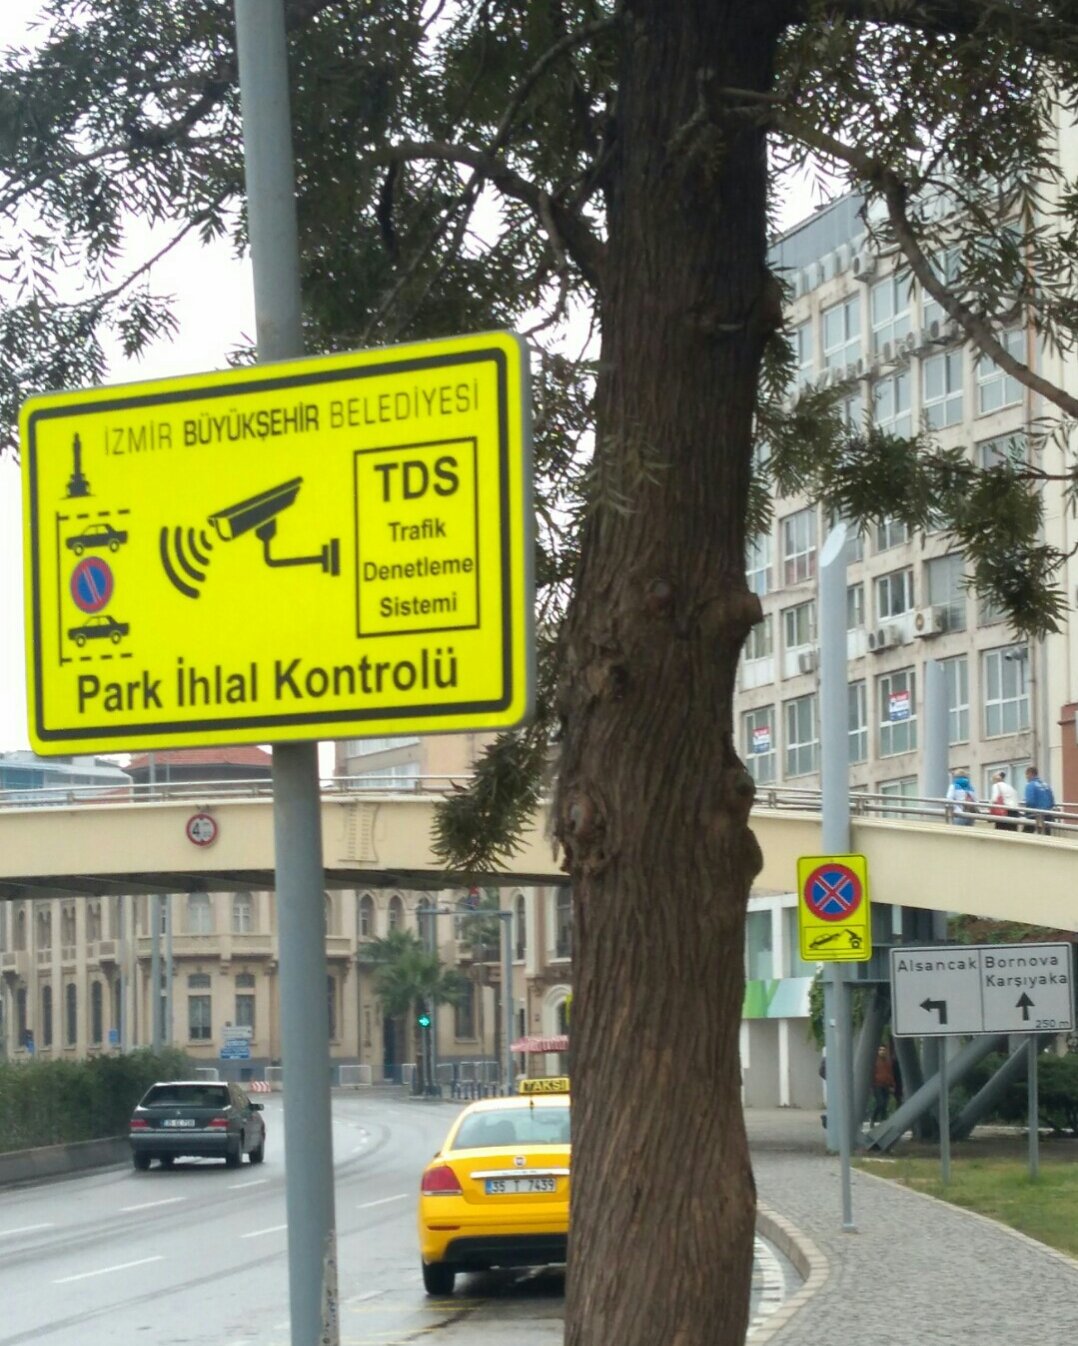 İZMİR BÜYÜKŞEHİR BELEDİYESİ
TDS
Trafik
Denetleme
Sistemi
Park İhlal Kontrolü
Alsancak
Bornova
Karşıyaka
250 m
TAKSİ
35 T 7439